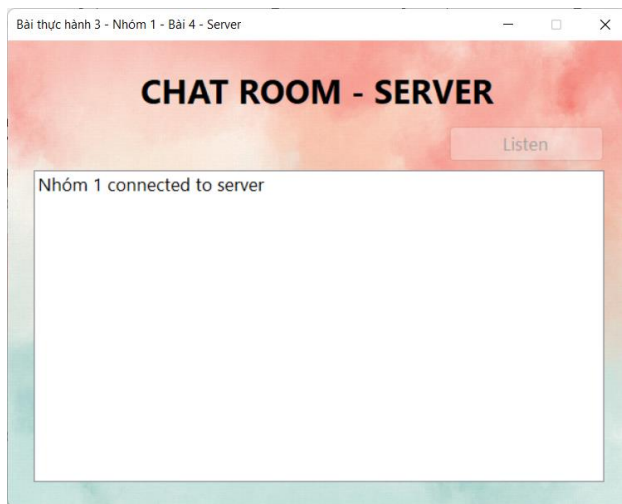 Bài thực hành 3 - Nhóm 1 - Bài 4 - Server
CHAT ROOM - SERVER
Listen
Nhóm 1 connected to server